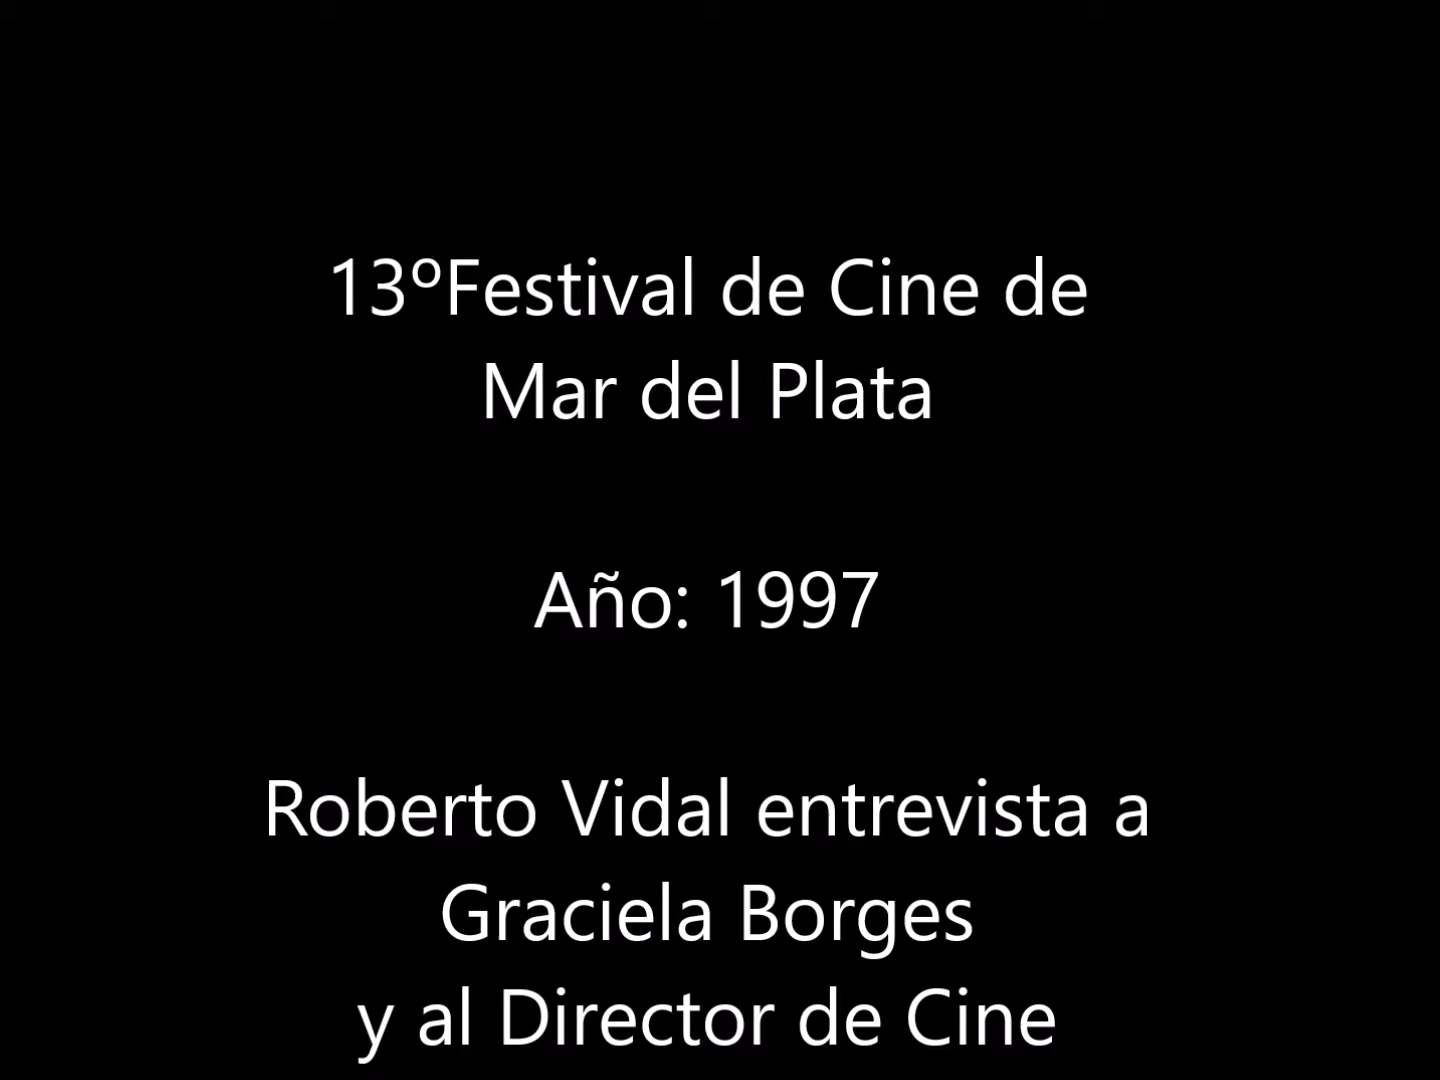 13ºFestival de Cine de
Mar del Plata
Año: 1997
Roberto Vidal entrevista a
Graciela Borges
y al Director de Cine